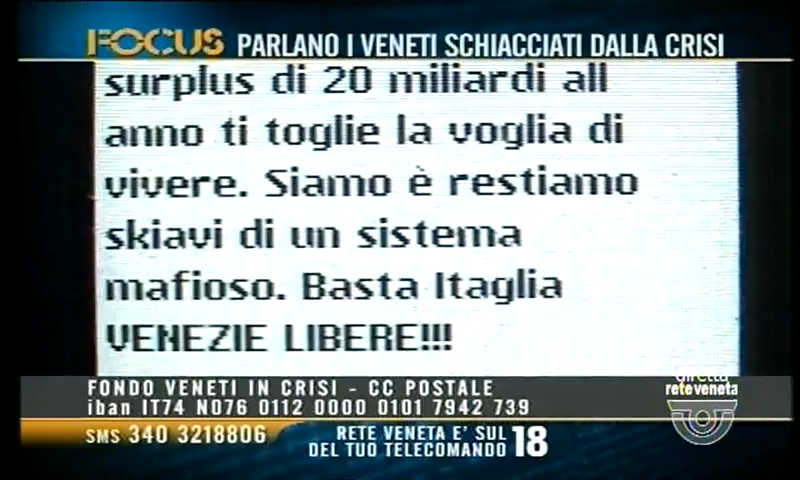 FOCUS PARLANO I VENETI SCHIACCIATI DALLA CRISI
surplus di 20 miliardi all
anno ti toglie la voglia di
vivere. Siamo è restiamo
skiavi di un sistema
mafioso. Basta Itaglia
VENEZIE LIBERE!!!
diretta
reteveneta
FONDO VENETI IN CRISI - CC POSTALE
iban IT74 N076 0112 0000 0101 7942 739
SMS 340 3218806
RETE VENETA E' SUL
DEL TUO TELECOMANDO 18